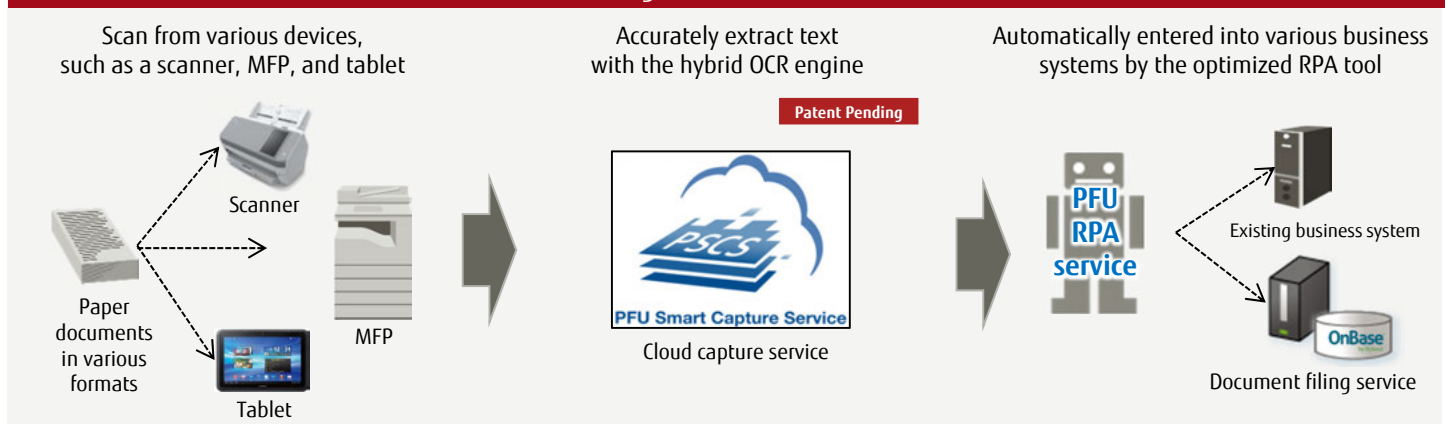 Scan from various devices,
such as a scanner, MFP, and tablet
Scanner
Paper
documents
in various
formats
MFP
Tablet
Accurately extract text
with the hybrid OCR engine
Patent Pending
PSCS
PFU Smart Capture Service
Cloud capture service
Automatically entered into various business
systems by the optimized RPA tool
PFU
RPA
service
Existing business system
OnBase
Document filing service